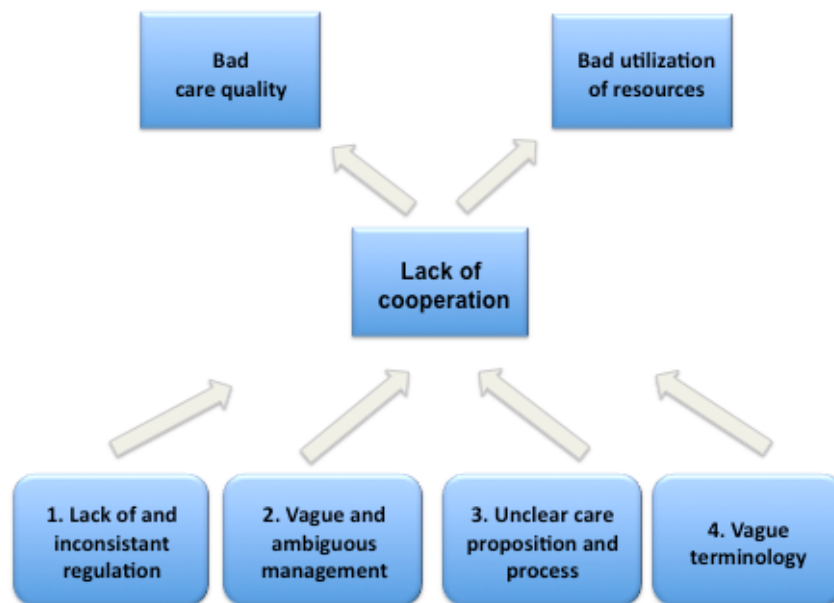 Bad
care quality
Bad utilization
of resources
Lack of
cooperation
1. Lack of and
inconsistant
regulation
2. Vague and
ambiguous
management
3. Unclear care
proposition and
process
4. Vague
terminology